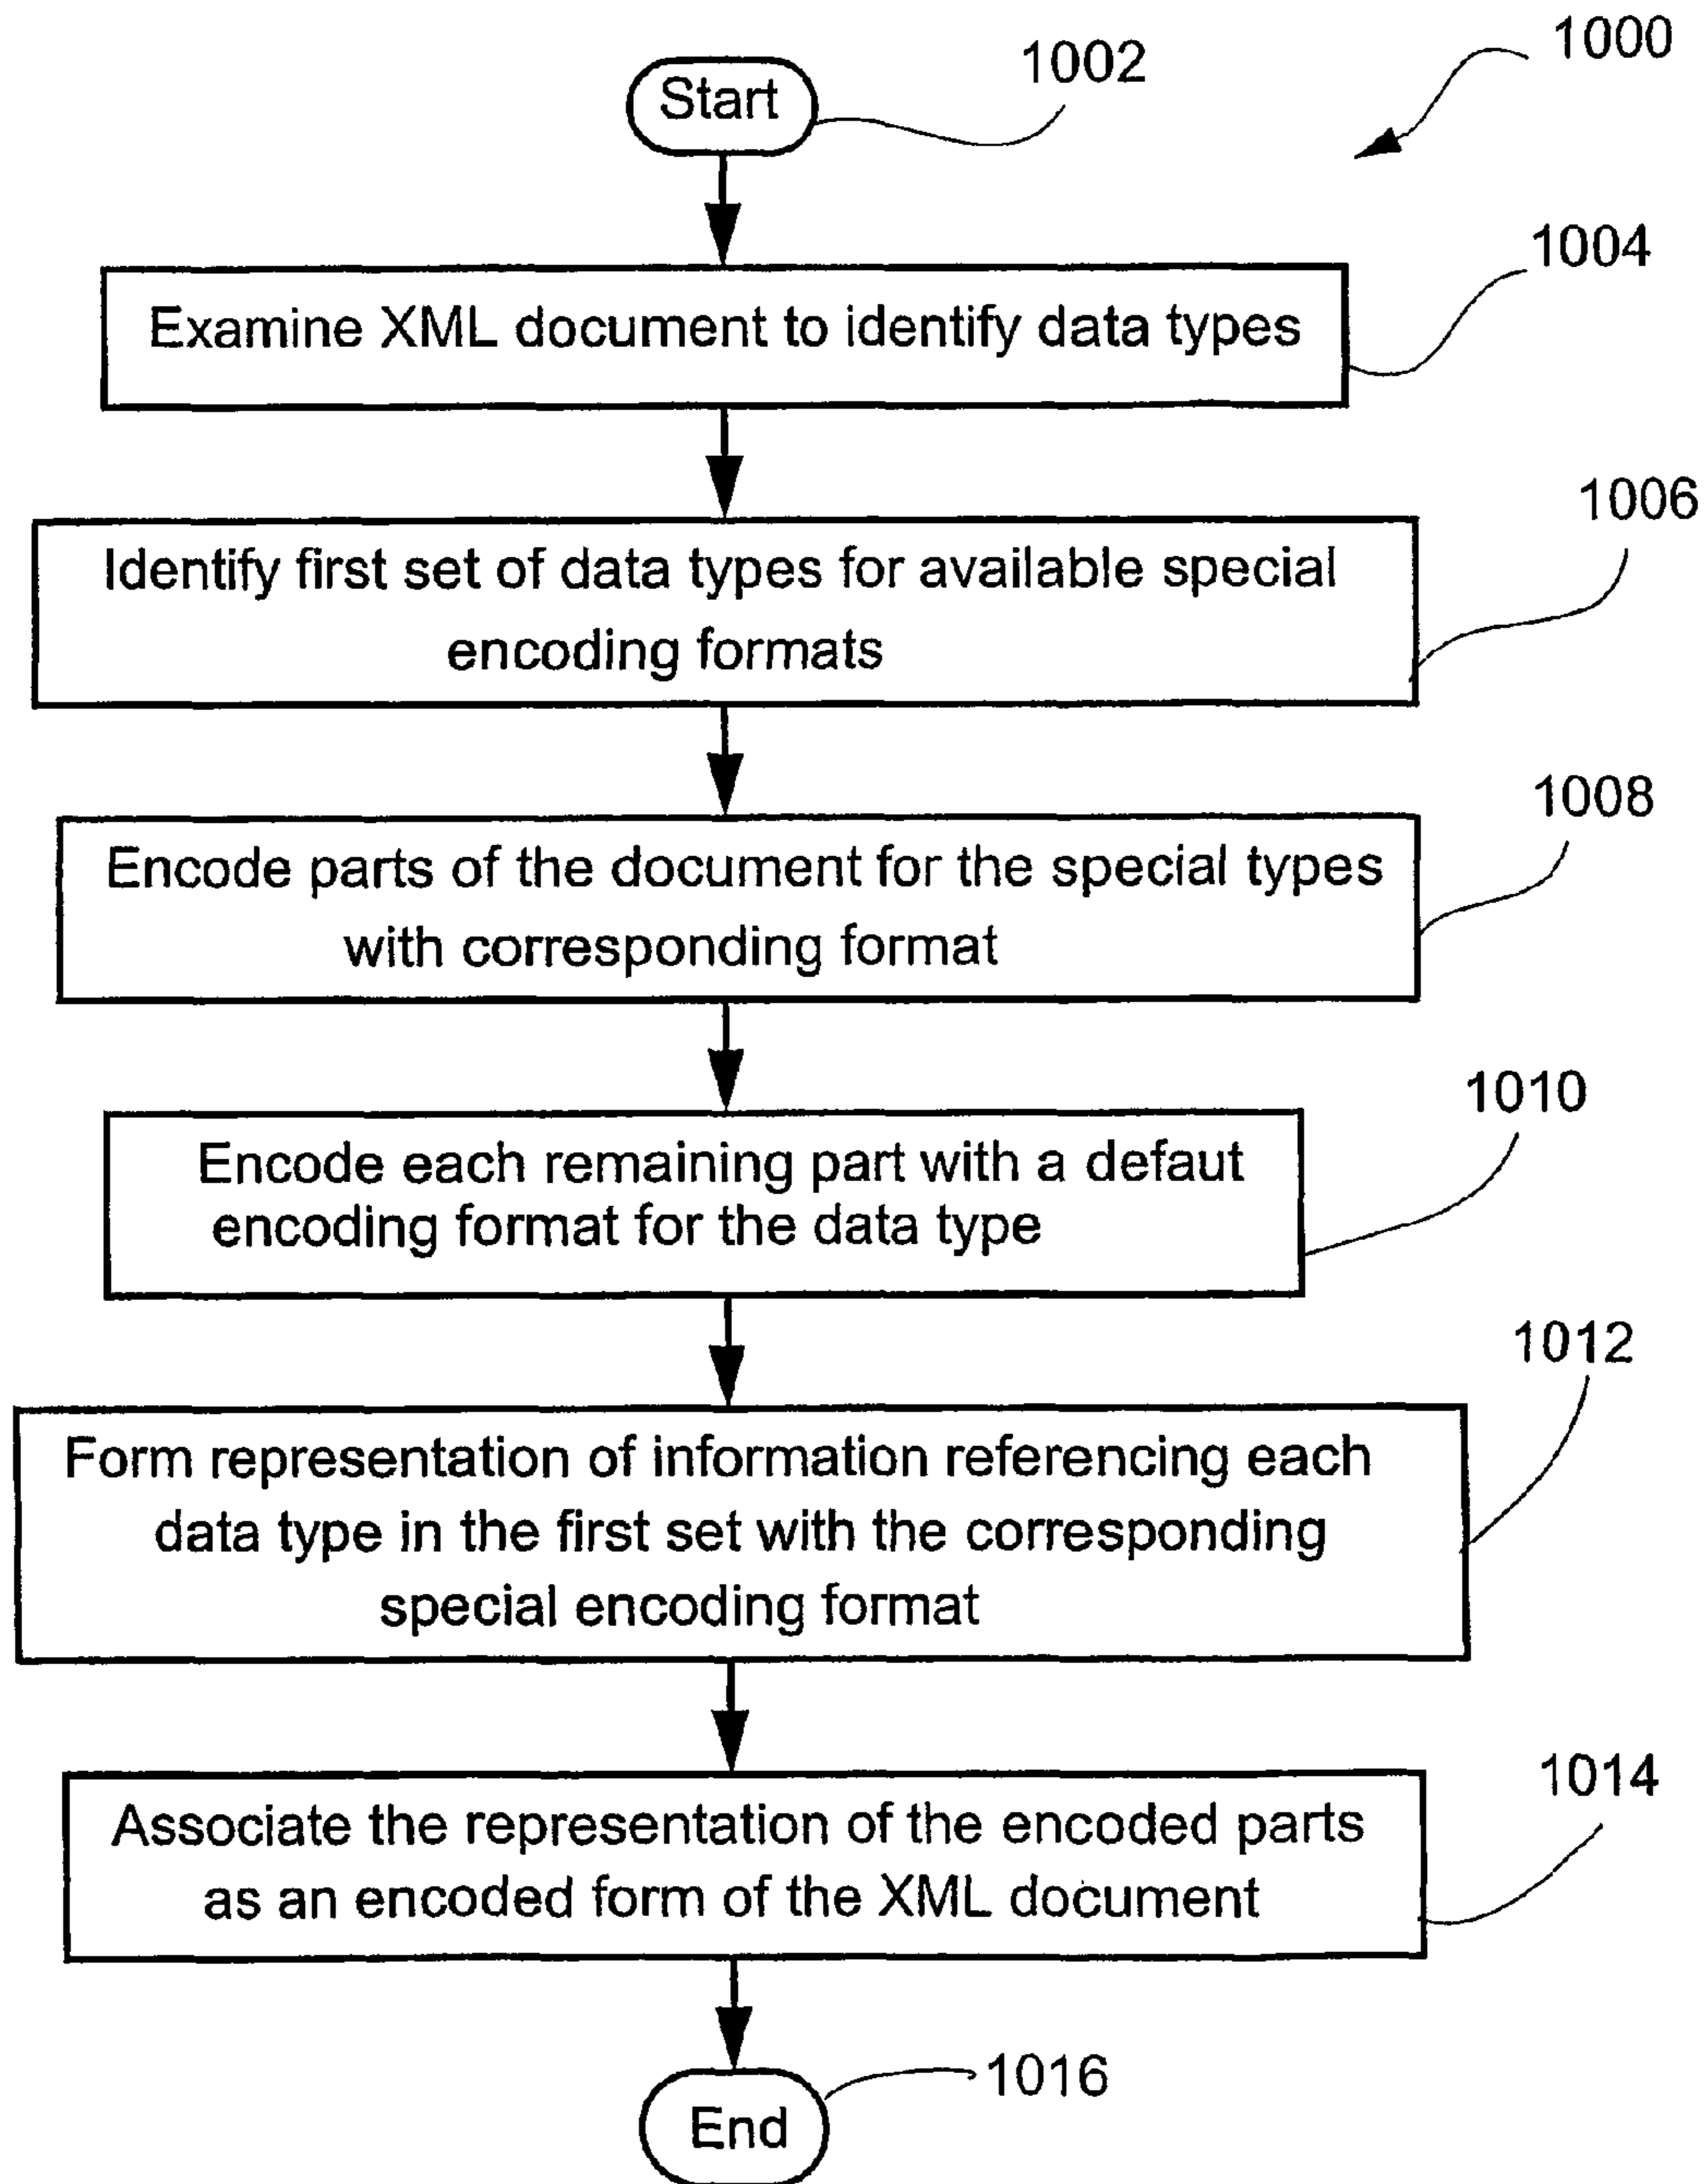 1000
Start
1002
1004
Examine XML document to identify data types
1006
Identify first set of data types for available special
encoding formats
1008
Encode parts of the document for the special types
with corresponding format
1010
Encode each remaining part with a defaut
encoding format for the data type
1012
Form representation of information referencing each
data type in the first set with the corresponding
special encoding format
1014
Associate the representation of the encoded parts
as an encoded form of the XML document
1016
End